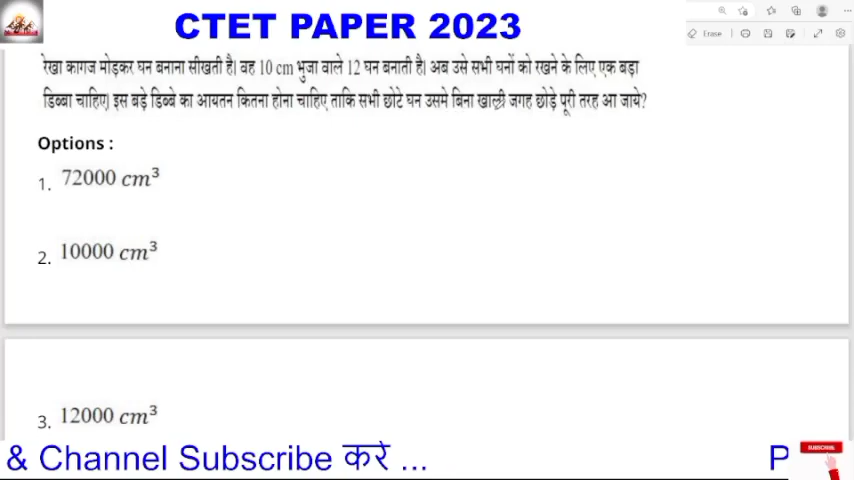 CTET PAPER 2023
Erase
रेखा कागज मोड़कर घन बनाना सीखती है। वह 10 cm भुजा वाले 12 घन बनाती है। अब उसे सभी घनों को रखने के लिए एक बड़ा
डिब्बा चाहिए। इस बड़े डिब्बे का आयतन कितना होना चाहिए ताकि सभी छोटे घन उसमे बिना खाली जगह छोड़े पूरी तरह आ जाये?
Options :
1. 72000 cm³
2. 10000 cm³
3. 12000 cm³
& Channel Subscribe करे ... P
SUBSCRIBE